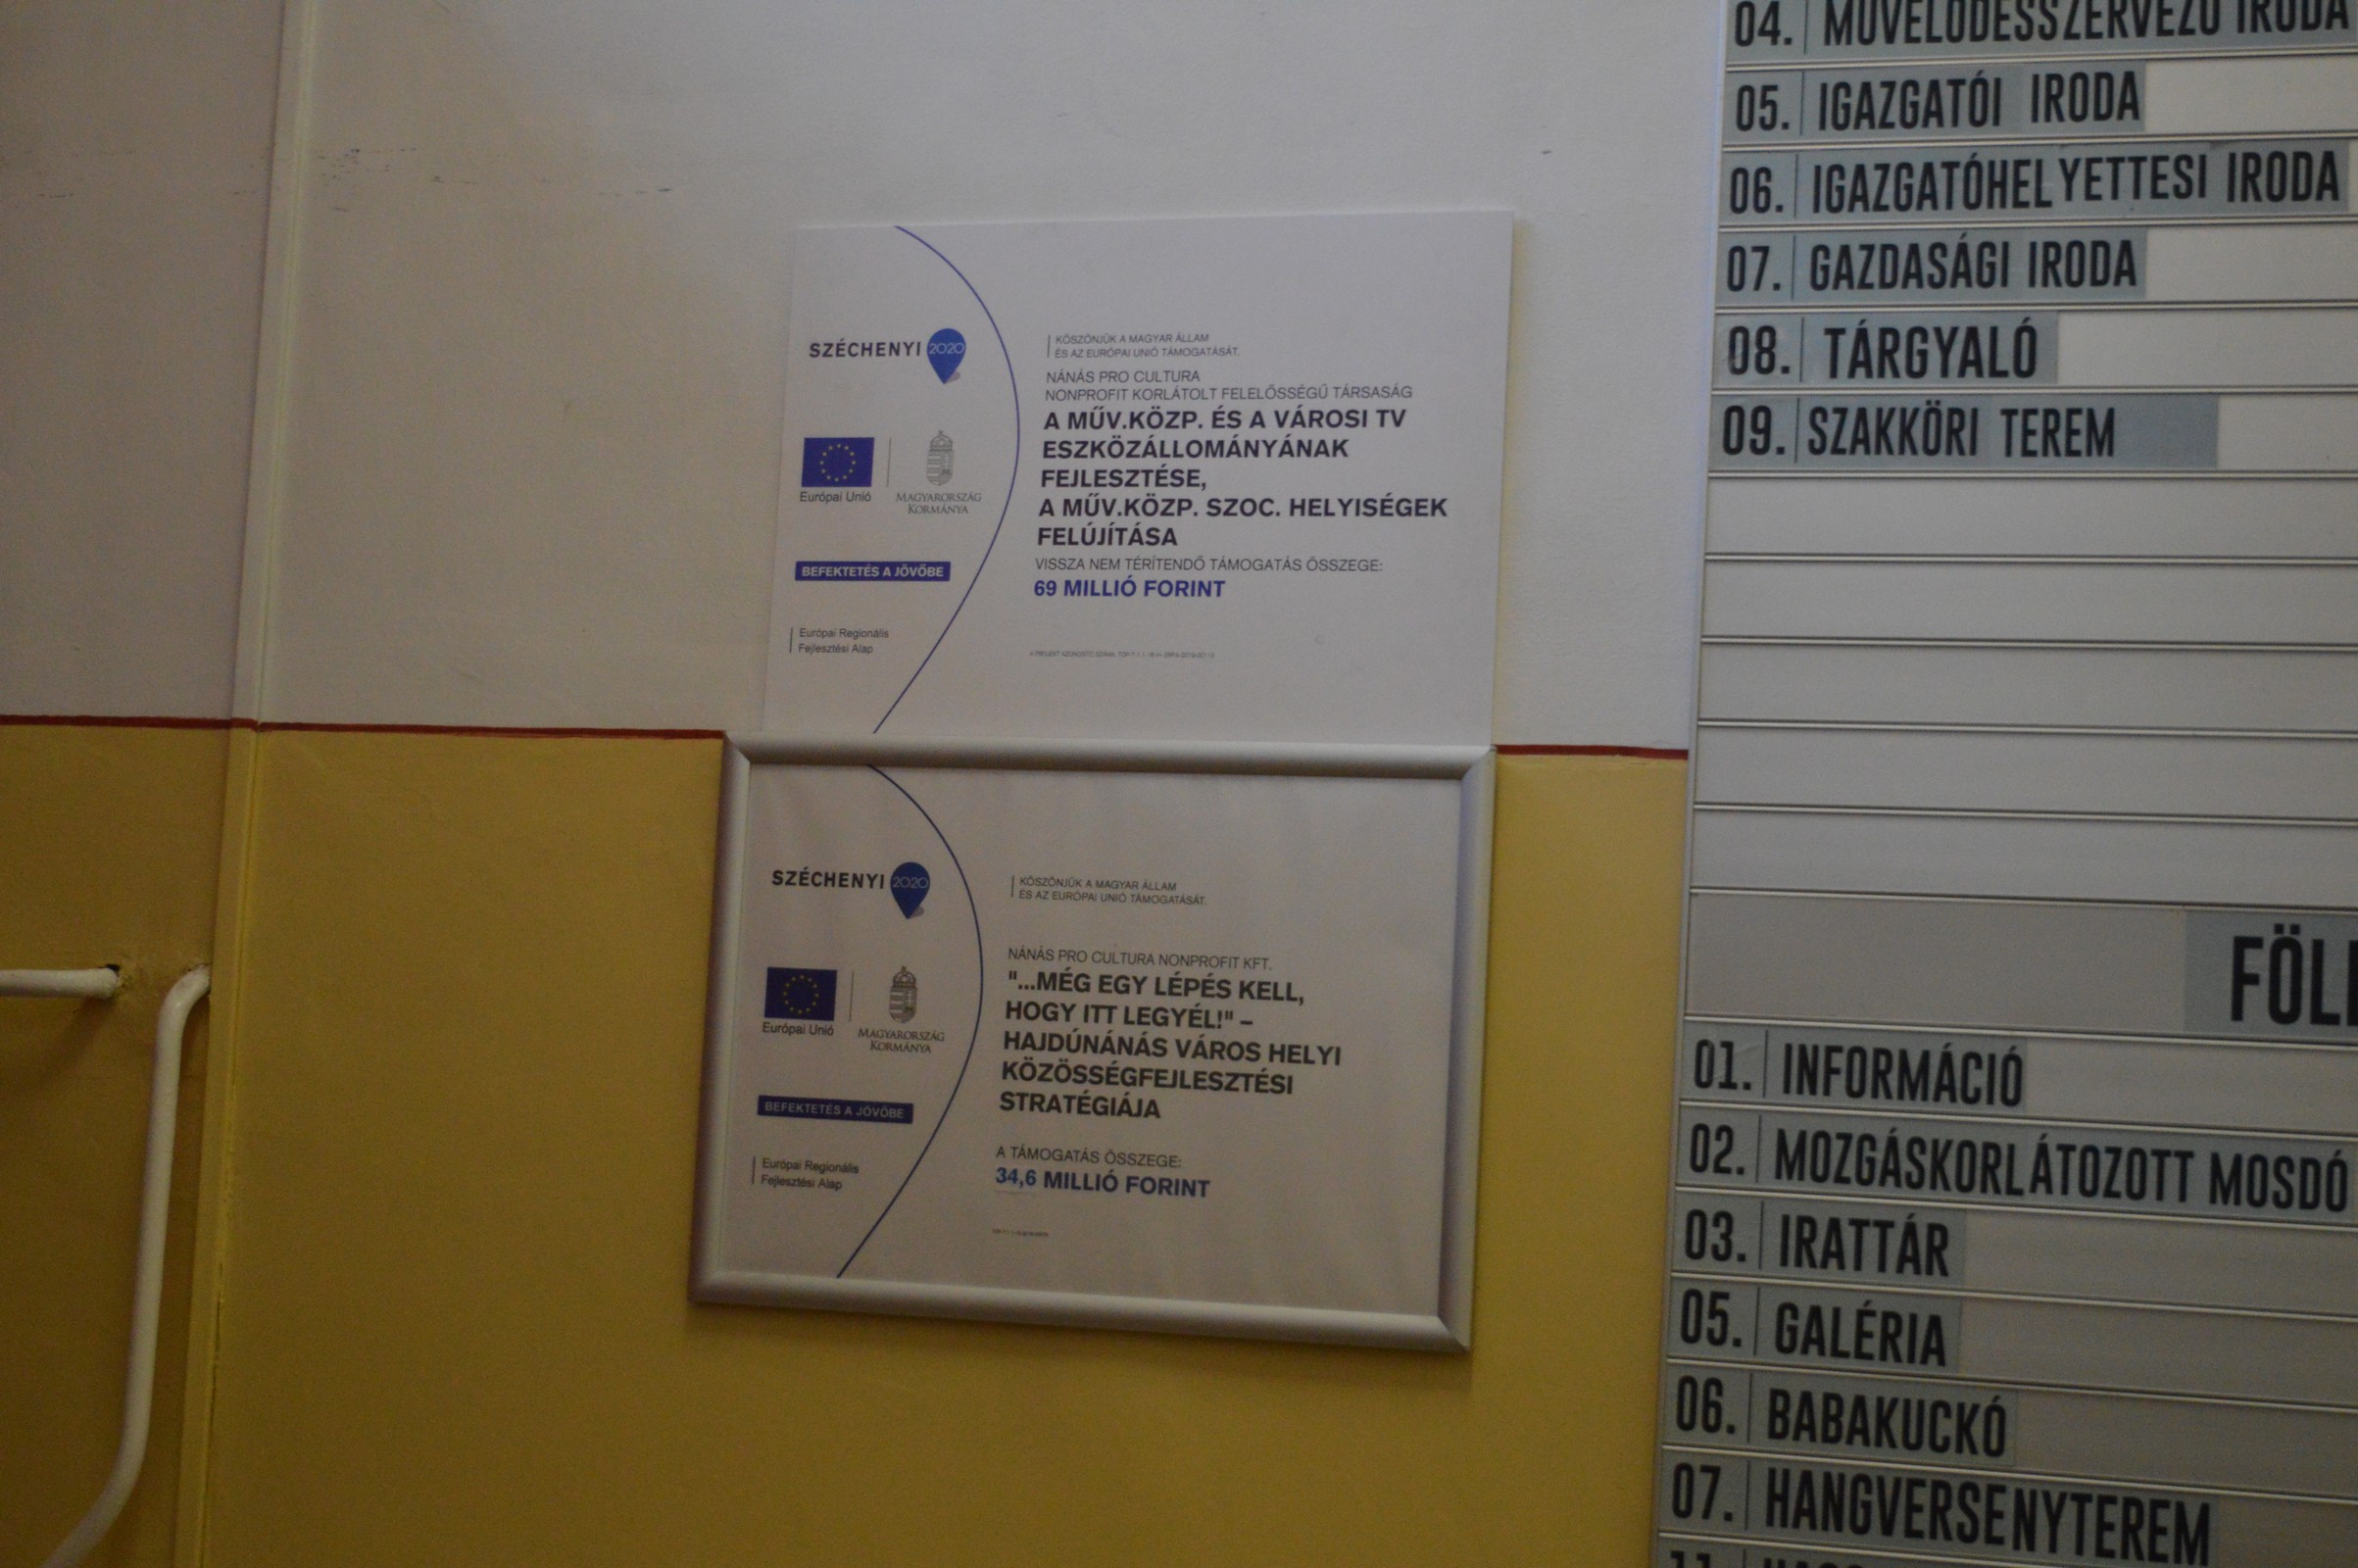 SZÉCHENYI 2020
Európai Unió
MAGYARORSZÁG
KORMÁNYA
BEFEKTETÉS A JÖVŐBE
Európai Regionális
Fejlesztési Alap
KÖSZÖNJÜK A MAGYAR ÁLLAM
ÉS AZ EURÓPAI UNIÓ TÁMOGATÁSÁT.
NÁNÁS PRO CULTURA
NONPROFIT KORLÁTOLT FELELŐSSÉGŰ TÁRSASÁG
A MŰV.KÖZP. ÉS A VÁROSI TV
ESZKÖZÁLLOMÁNYÁNAK
FEJLESZTÉSE,
A MŰV.KÖZP. SZOC. HELYISÉGEK
FELÚJÍTÁSA
VISSZA NEM TÉRÍTENDŐ TÁMOGATÁS ÖSSZEGE:
69 MILLIÓ FORINT
A PROJEKT AZONOSÍTÓ SZÁMA:
SZÉCHENYI 2020
Európai Unió
MAGYARORSZÁG
KORMÁNYA
BEFEKTETÉS A JÖVŐBE
Európai Regionális
Fejlesztési Alap
KÖSZÖNJÜK A MAGYAR ÁLLAM
ÉS AZ EURÓPAI UNIÓ TÁMOGATÁSÁT.
NÁNÁS PRO CULTURA NONPROFIT KFT.
"...MÉG EGY LÉPÉS KELL,
HOGY ITT LEGYÉL!" –
HAJDÚNÁNÁS VÁROS HELYI
KÖZÖSSÉGFEJLESZTÉSI
STRATÉGIÁJA
A TÁMOGATÁS ÖSSZEGE:
34,6 MILLIÓ FORINT
04. MŰVELŐDÉSSZERVEZŐ IRODA
05. IGAZGATÓI IRODA
06. IGAZGATÓHELYETTESI IRODA
07. GAZDASÁGI IRODA
08. TÁRGYALÓ
09. SZAKKÖRI TEREM
01. INFORMÁCIÓ
02. MOZGÁSKORLÁTOZOTT MOSDÓ
03. IRATTÁR
05. GALÉRIA
06. BABAKUCKÓ
07. HANGVERSENYTEREM